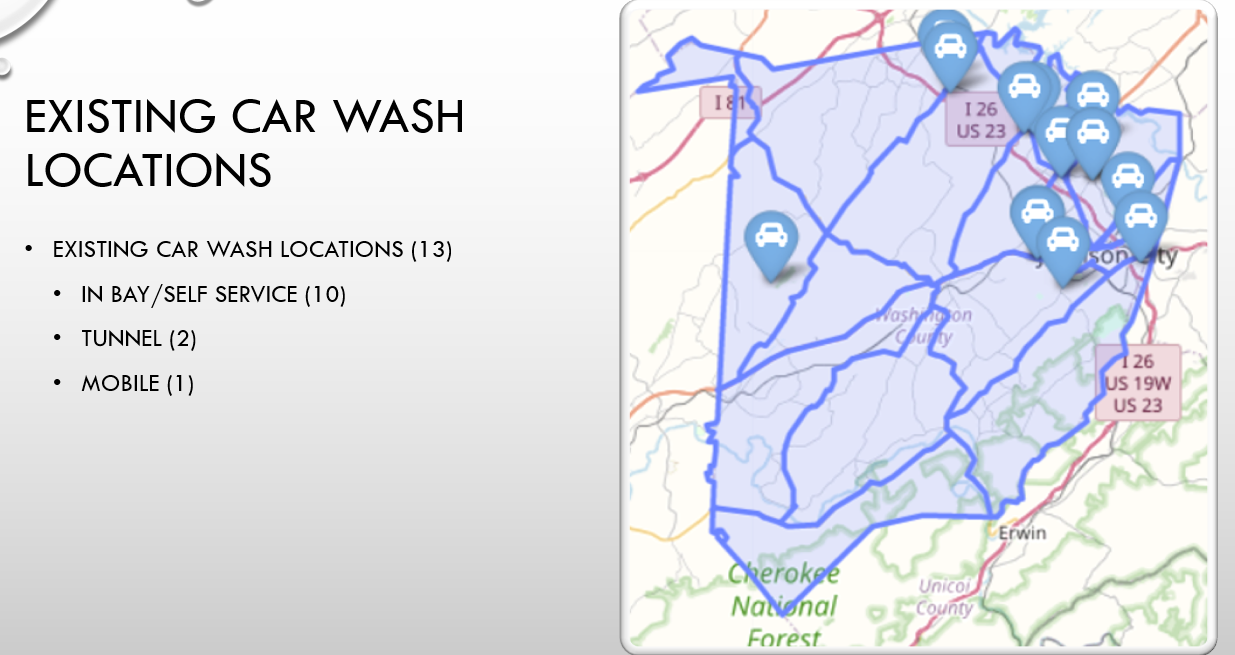 EXISTING CAR WASH
LOCATIONS
• EXISTING CAR WASH LOCATIONS (13)
• IN BAY/SELF SERVICE (10)
• TUNNEL (2)
• MOBILE (1)
I 81
I 26
US 23
Washington
County
I 26
US 19W
US 23
Erwin
Cherokee
National
Forest
Unicoi
County